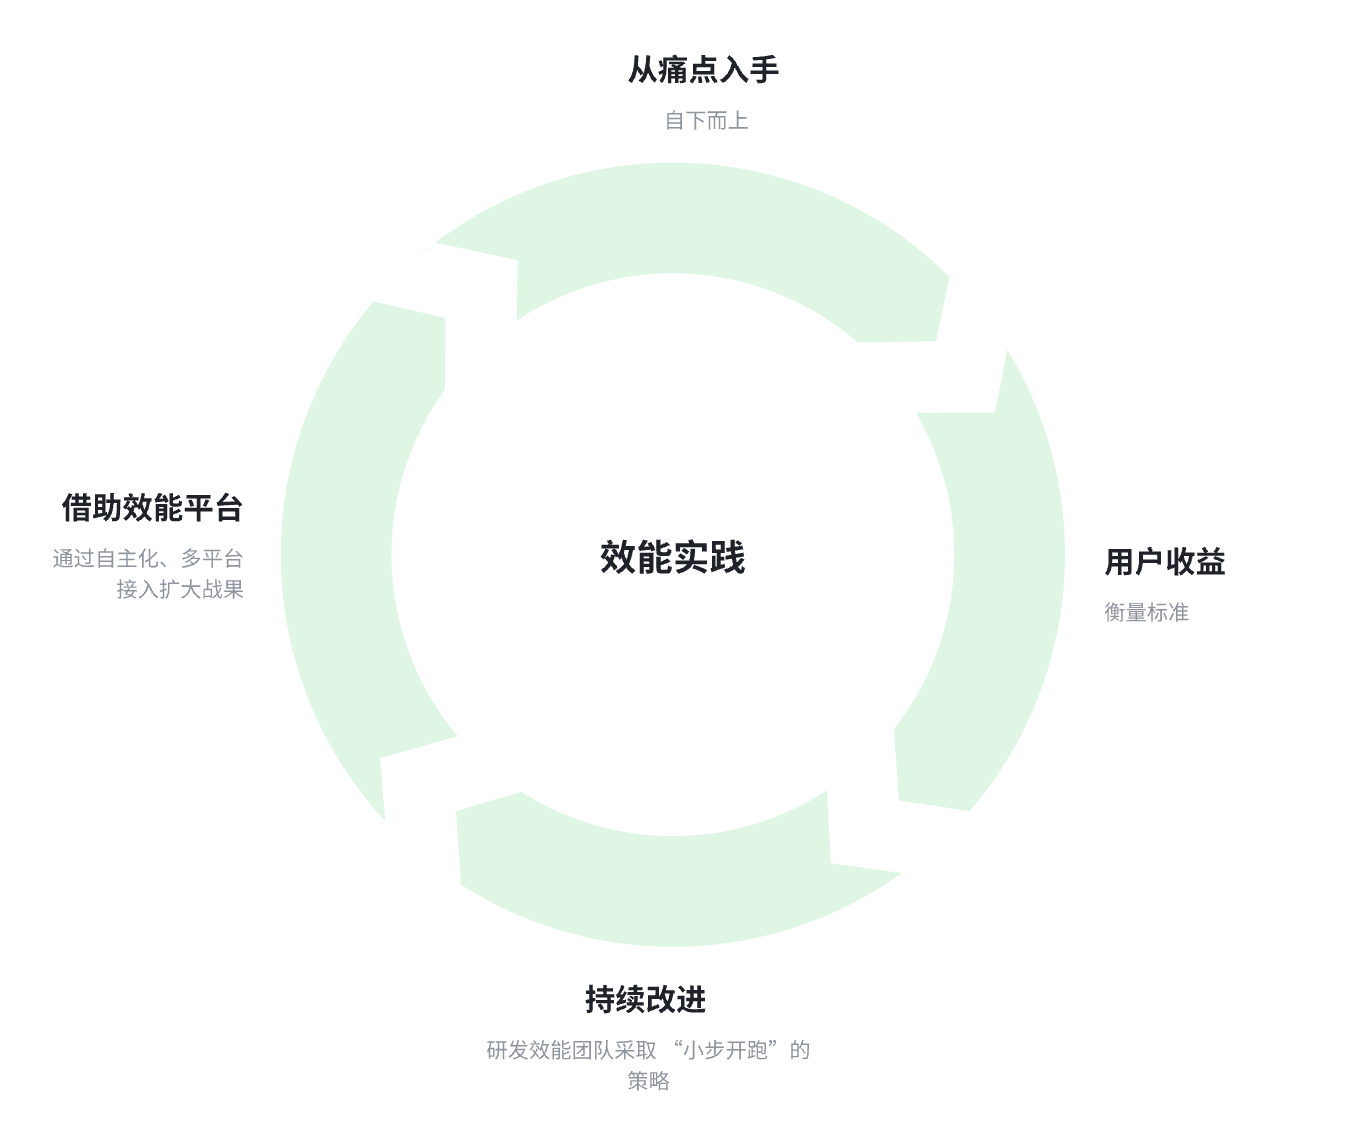 从痛点入手
自下而上
借助效能平台
通过自主化、多平台
接入扩大战果
效能实践
用户收益
衡量标准
持续改进
研发效能团队采取 “小步开跑”的
策略